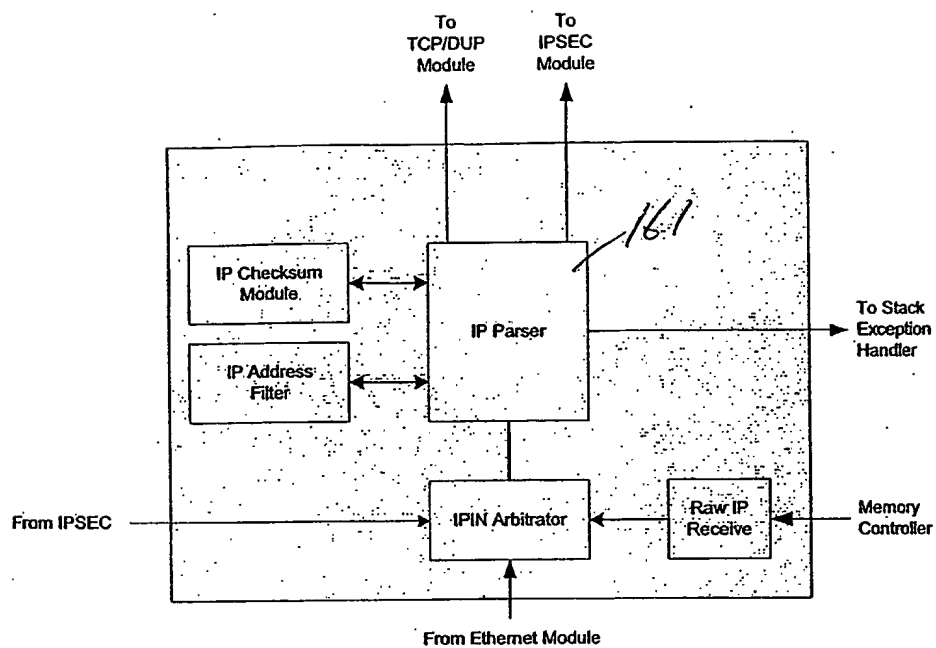 To
TCP/DUP
Module
To
IPSEC
Module
161
IP Checksum
Module
IP Parser
To Stack
Exception
Handler
IP Address
Filter
From IPSEC
IPIN Arbitrator
Raw IP
Receive
Memory
Controller
From Ethernet Module